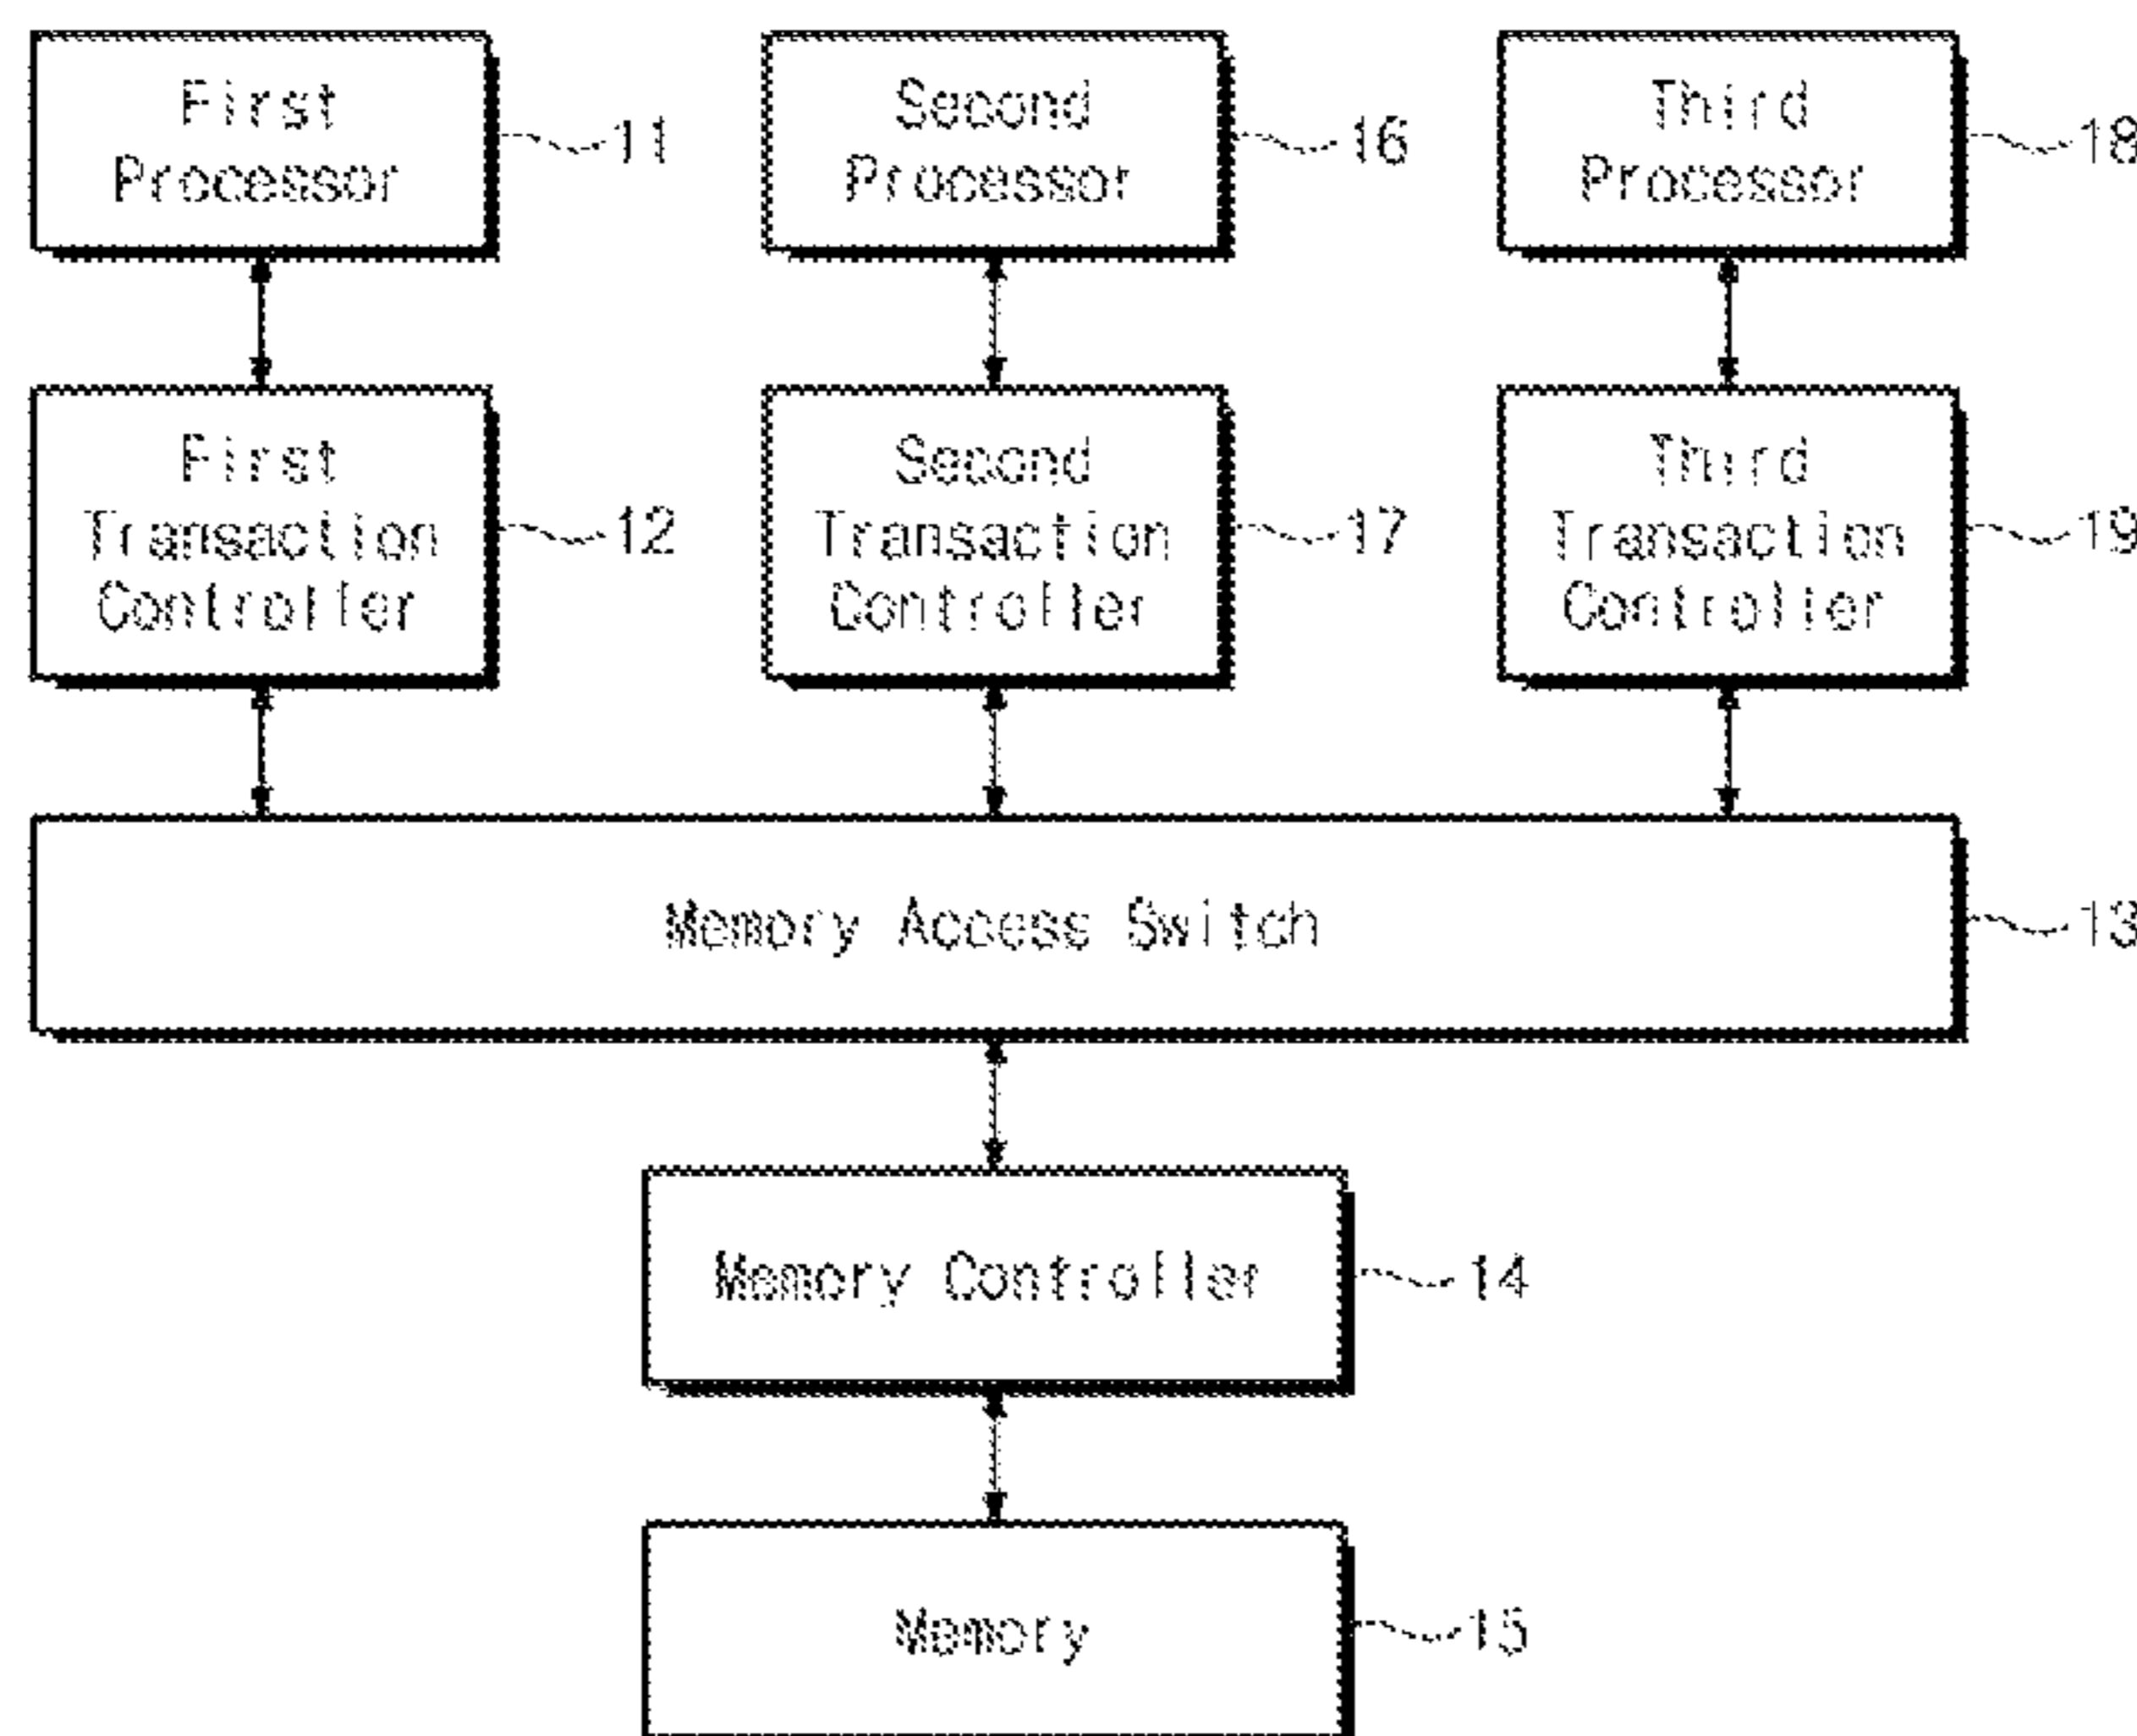 First
Processor
11
Second
Processor
16
Third
Processor
18
First
Transaction
Controller
12
Second
Transaction
Controller
17
Third
Transaction
Controller
19
Memory Access Switch
13
Memory Controller
14
Memory
15